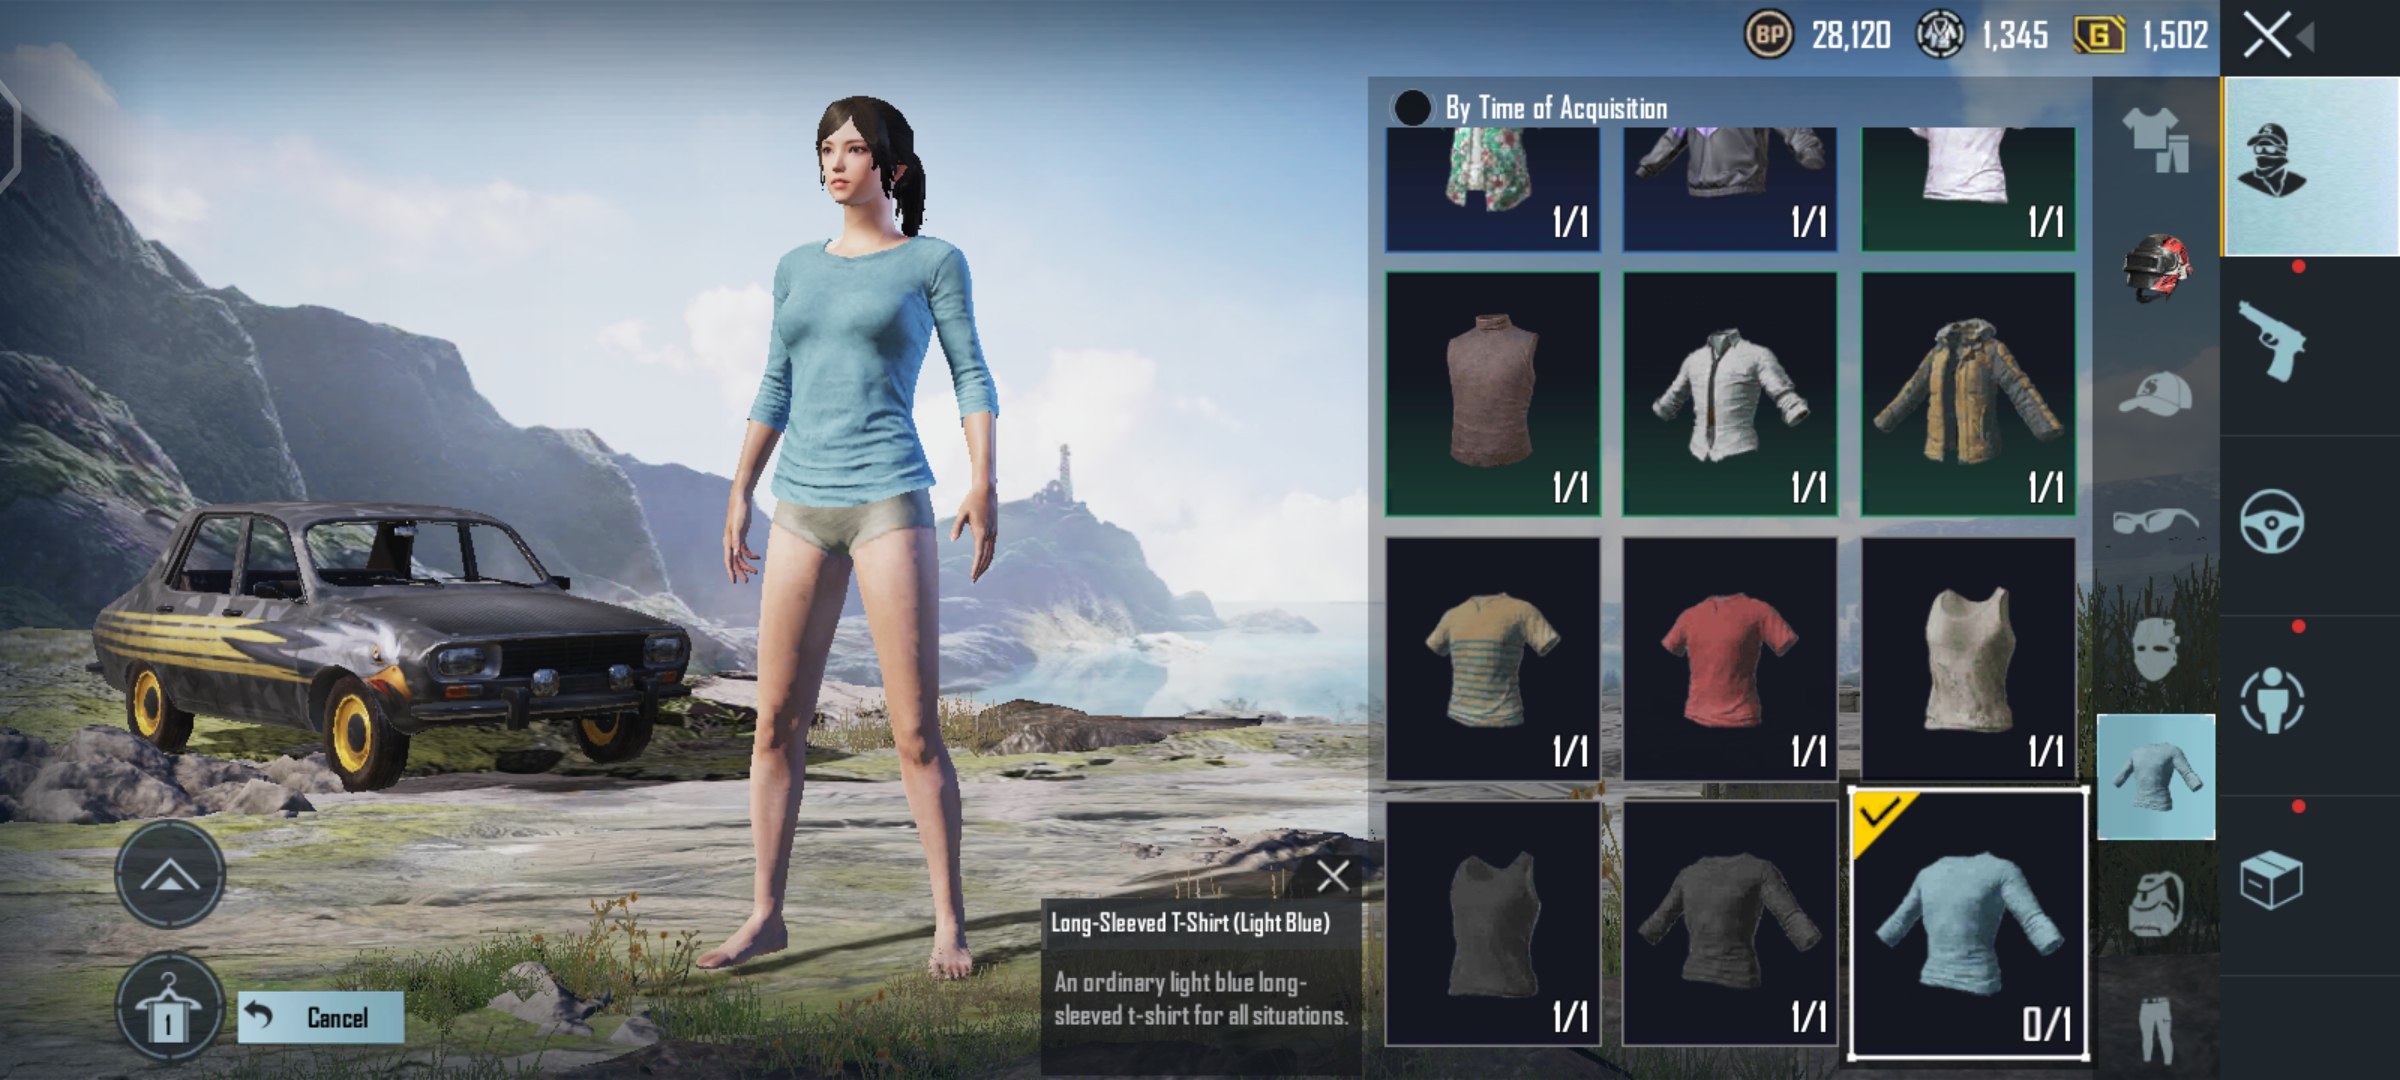 BP 28,120 1,345 G 1,502
By Time of Acquisition
1/1 1/1 1/1
1/1 1/1 1/1
1/1 1/1 1/1
1/1 1/1 0/1
Long-Sleeved T-Shirt (Light Blue)
An ordinary light blue long-
sleeved t-shirt for all situations.
1
Cancel